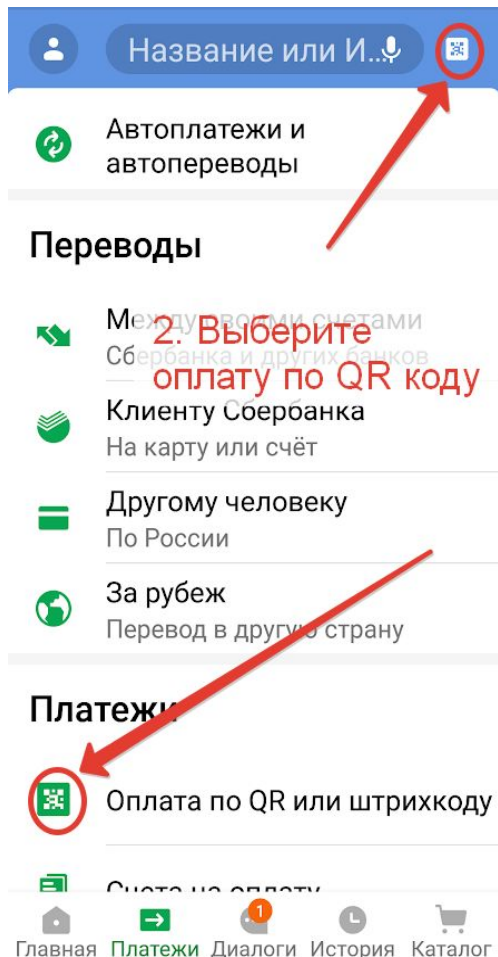 Название или И...
Автоплатежи и
автопереводы
Переводы
Между своими счетами
Сбербанка и других банков
2. Выберите
оплату по QR коду
Клиенту Сбербанка
На карту или счёт
Другому человеку
По России
За рубеж
Перевод в другую страну
Платежи
Оплата по QR или штрихкоду
Счета на оплату
1
Главная Платежи Диалоги История Каталог